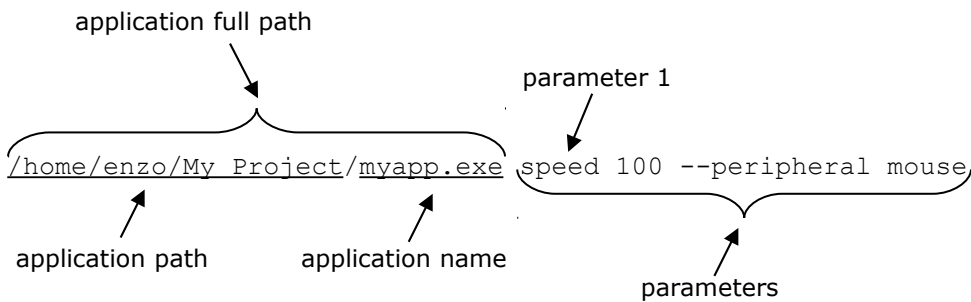 application full path
parameter 1
/home/enzo/My Project/myapp.exe speed 100 --peripheral mouse
application path
application name
parameters